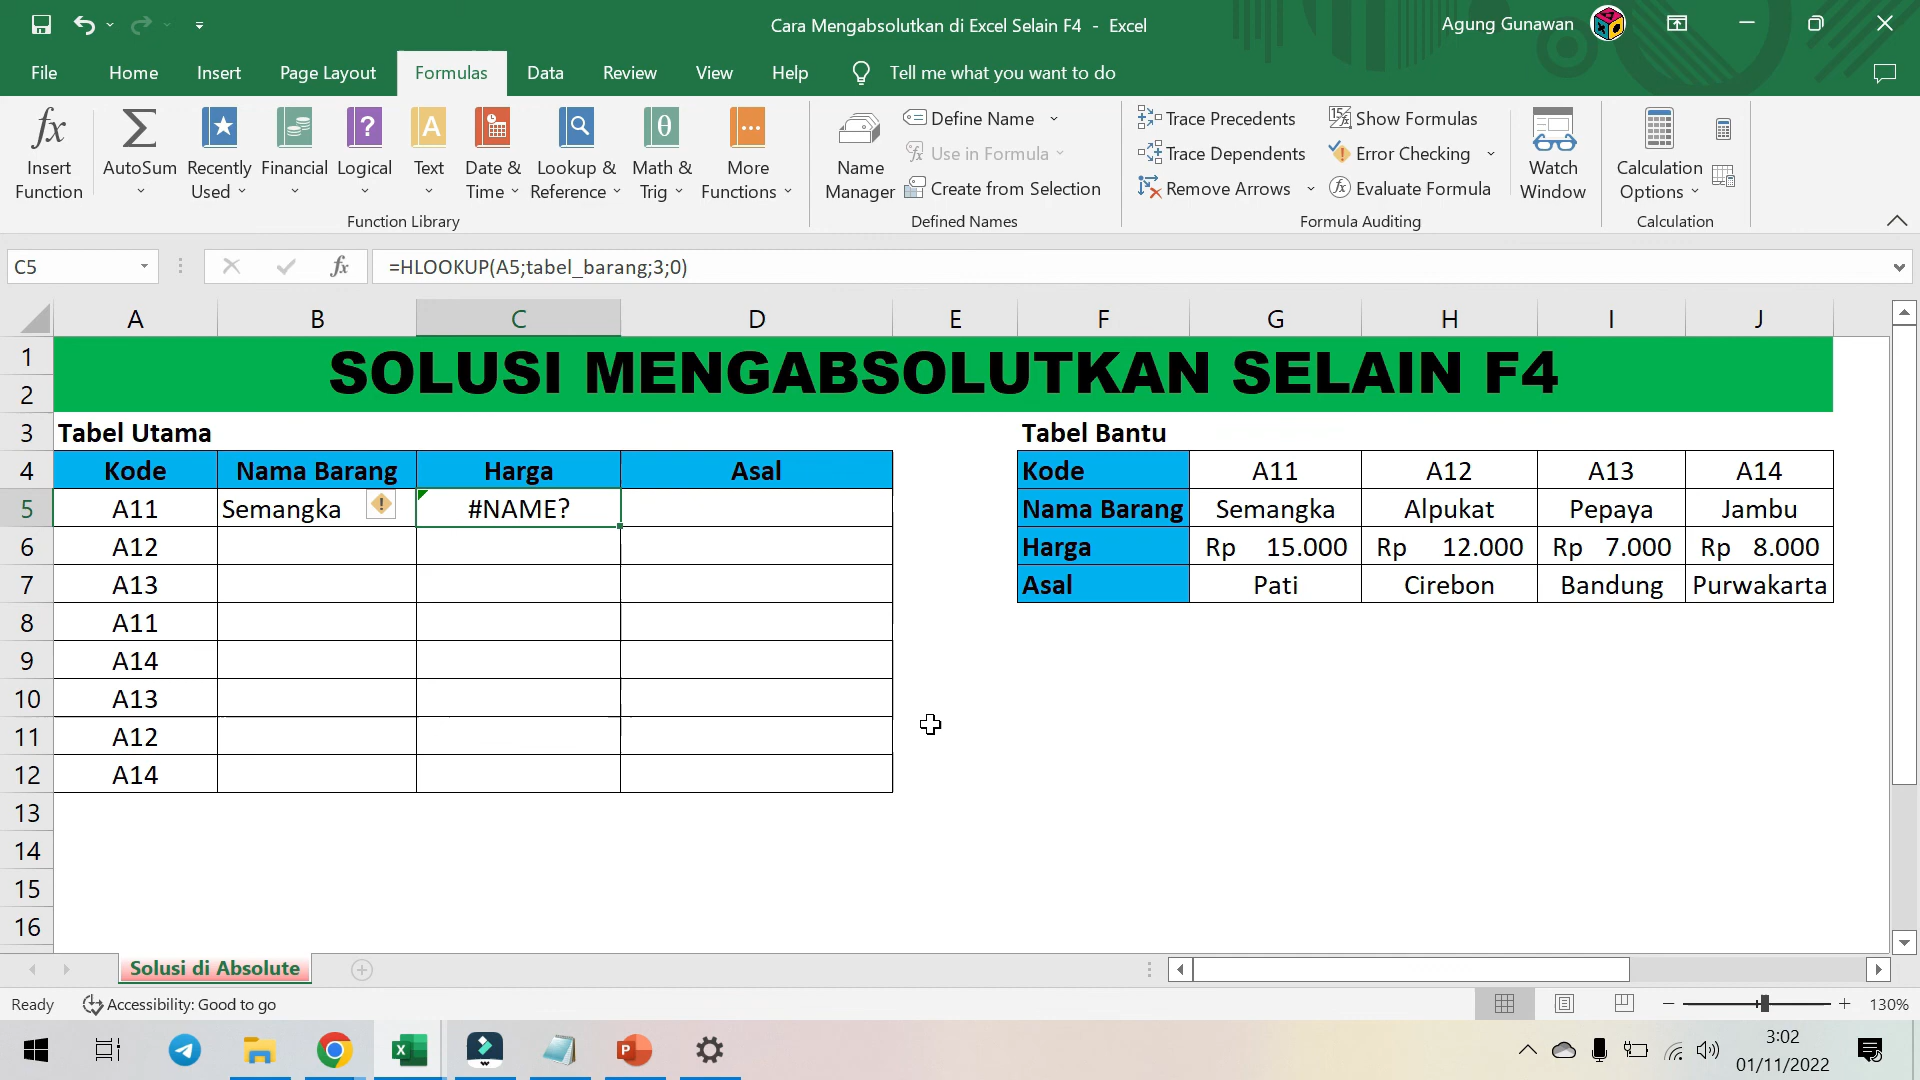 Cara Mengabsolutkan di Excel Selain F4 - Excel
Agung Gunawan
File Home Insert Page Layout Formulas Data Review View Help Tell me what you want to do
Insert Function
AutoSum
Recently Used
Financial
Logical
Text
Date & Time
Lookup & Reference
Math & Trig
More Functions
Function Library
Name Manager
Define Name
Use in Formula
Create from Selection
Defined Names
Trace Precedents
Trace Dependents
Remove Arrows
Show Formulas
Error Checking
Evaluate Formula
Formula Auditing
Watch Window
Calculation Options
Calculation
C5 fx =HLOOKUP(A5;tabel_barang;3;0)
A B C D E F G H I J
1 SOLUSI MENGABSOLUTKAN SELAIN F4
2
3 Tabel Utama Tabel Bantu
4 Kode Nama Barang Harga Asal Kode A11 A12 A13 A14
5 A11 Semangka #NAME? Nama Barang Semangka Alpukat Pepaya Jambu
6 A12 Harga Rp 15.000 Rp 12.000 Rp 7.000 Rp 8.000
7 A13 Asal Pati Cirebon Bandung Purwakarta
8 A11
9 A14
10 A13
11 A12
12 A14
13
14
15
16
Solusi di Absolute
Ready Accessibility: Good to go 130%
3:02
01/11/2022